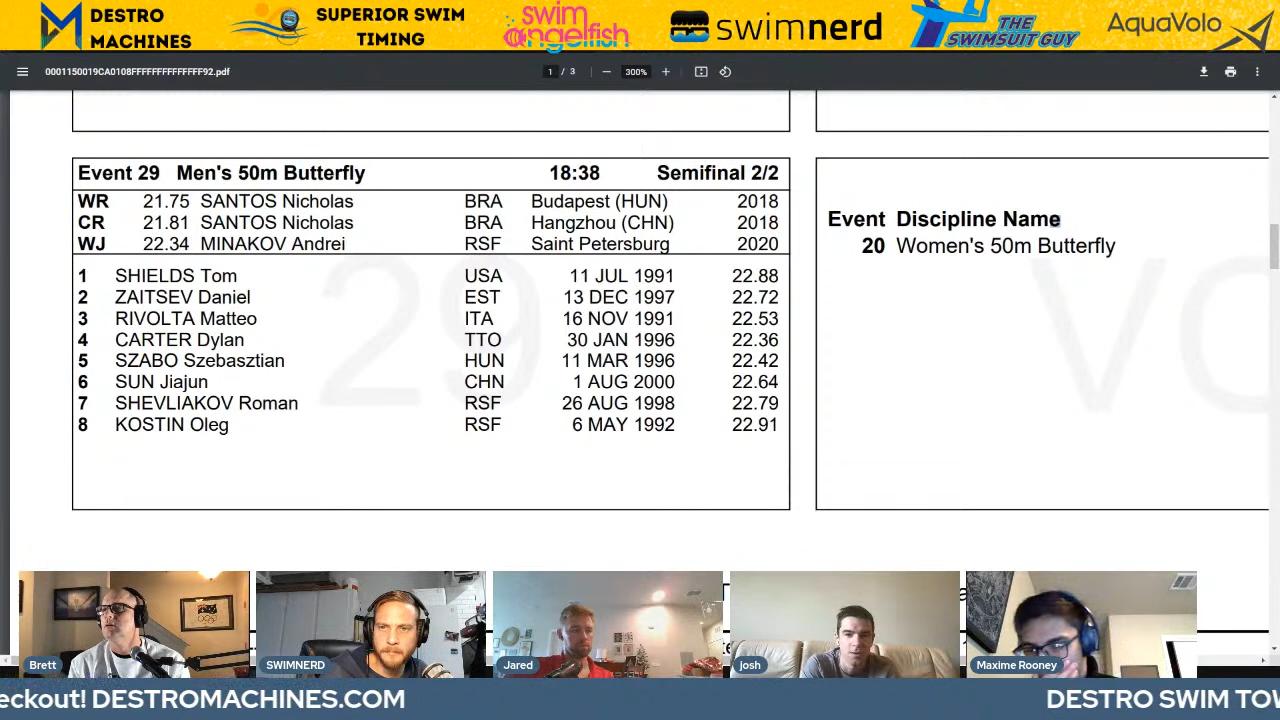 DESTRO
MACHINES
SUPERIOR SWIM
TIMING
swim
angelfish
swimnerd
THE
SWIMSUIT GUY
AquaVolo
0001150019CA0108FFFFFFFFFFFFFF92.pdf
1 / 3
300%
Event 29 Men's 50m Butterfly 18:38 Semifinal 2/2
WR 21.75 SANTOS Nicholas BRA Budapest (HUN) 2018
CR 21.81 SANTOS Nicholas BRA Hangzhou (CHN) 2018
WJ 22.34 MINAKOV Andrei RSF Saint Petersburg 2020
1 SHIELDS Tom USA 11 JUL 1991 22.88
2 ZAITSEV Daniel EST 13 DEC 1997 22.72
3 RIVOLTA Matteo ITA 16 NOV 1991 22.53
4 CARTER Dylan TTO 30 JAN 1996 22.36
5 SZABO Szebasztian HUN 11 MAR 1996 22.42
6 SUN Jiajun CHN 1 AUG 2000 22.64
7 SHEVLIAKOV Roman RSF 26 AUG 1998 22.79
8 KOSTIN Oleg RSF 6 MAY 1992 22.91
29
Event Discipline Name
20 Women's 50m Butterfly
Brett
SWIMNERD
Jared
josh
Maxime Rooney
eckout! DESTROMACHINES.COM
DESTRO SWIM TOW